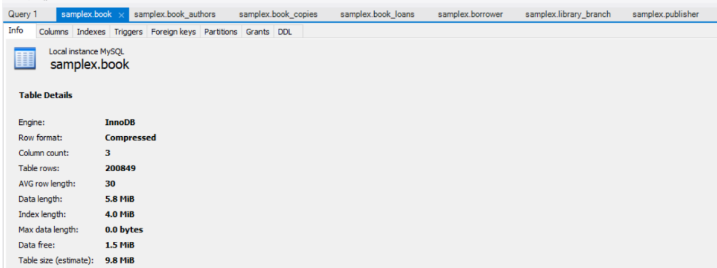 Query 1 samplex.book × samplex.book_authors samplex.book_copies samplex.book_loans samplex.borrower samplex.library_branch samplex.publisher
Info Columns Indexes Triggers Foreign keys Partitions Grants DDL
Local instance MySQL
samplex.book
Table Details
Engine: InnoDB
Row format: Compressed
Column count: 3
Table rows: 200849
AVG row length: 30
Data length: 5.8 MiB
Index length: 4.0 MiB
Max data length: 0.0 bytes
Data free: 1.5 MiB
Table size (estimate): 9.8 MiB